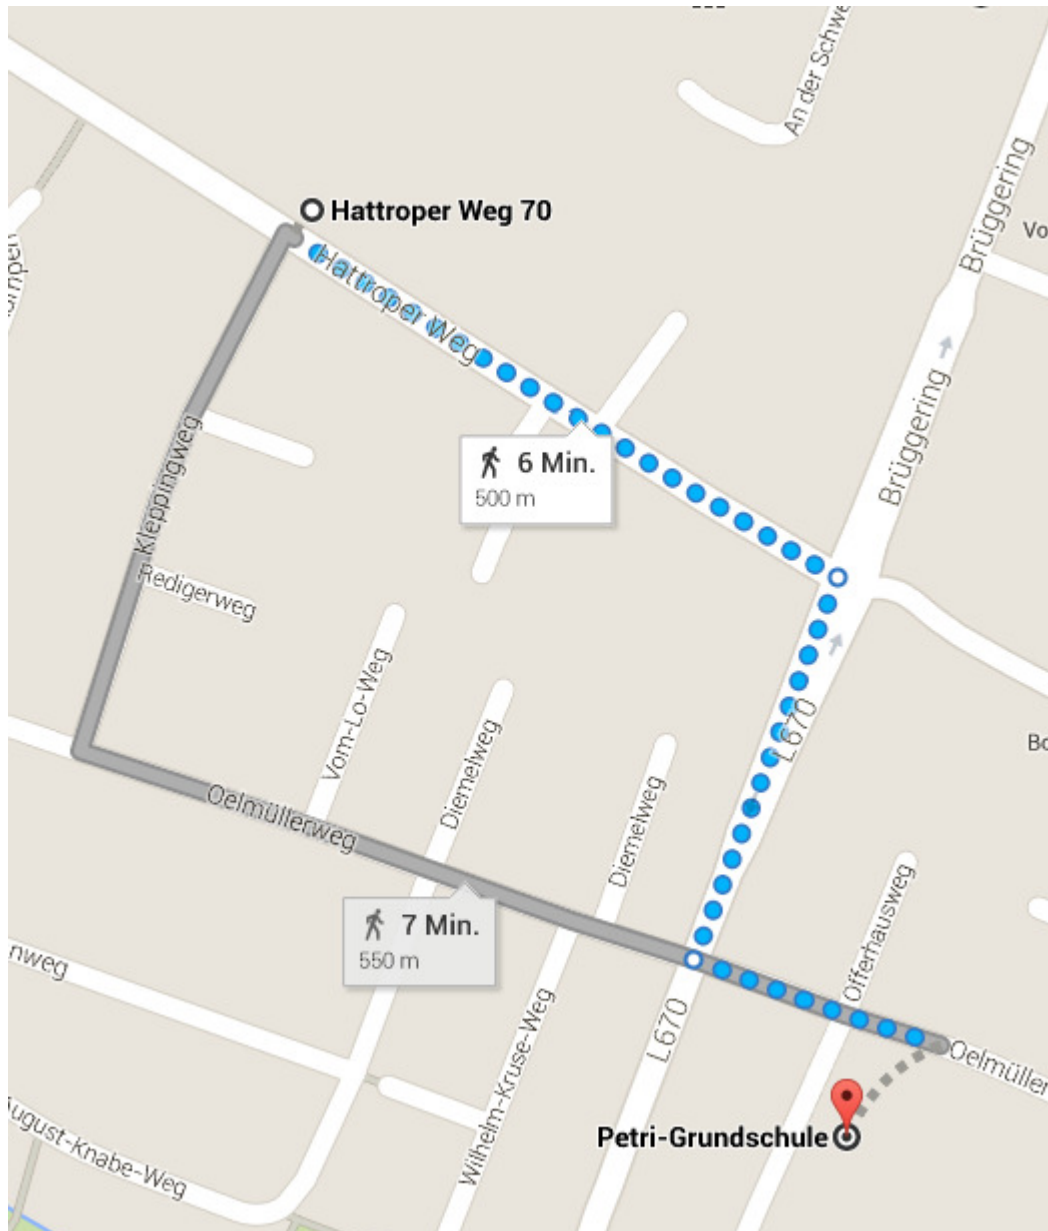 An der Schwe
Brüggering
Vo
Hattroper Weg 70
Hattroper Weg
Brüggering
6 Min.
500 m
Kleppingweg
Redigerweg
Vom-Lo-Weg
L670
Bo
Diemelweg
Diemelweg
Oelmüllerweg
7 Min.
550 m
Offerhausweg
nweg
L670
Oelmüller
Wilhelm-Kruse-Weg
Petri-Grundschule
August-Knabe-Weg